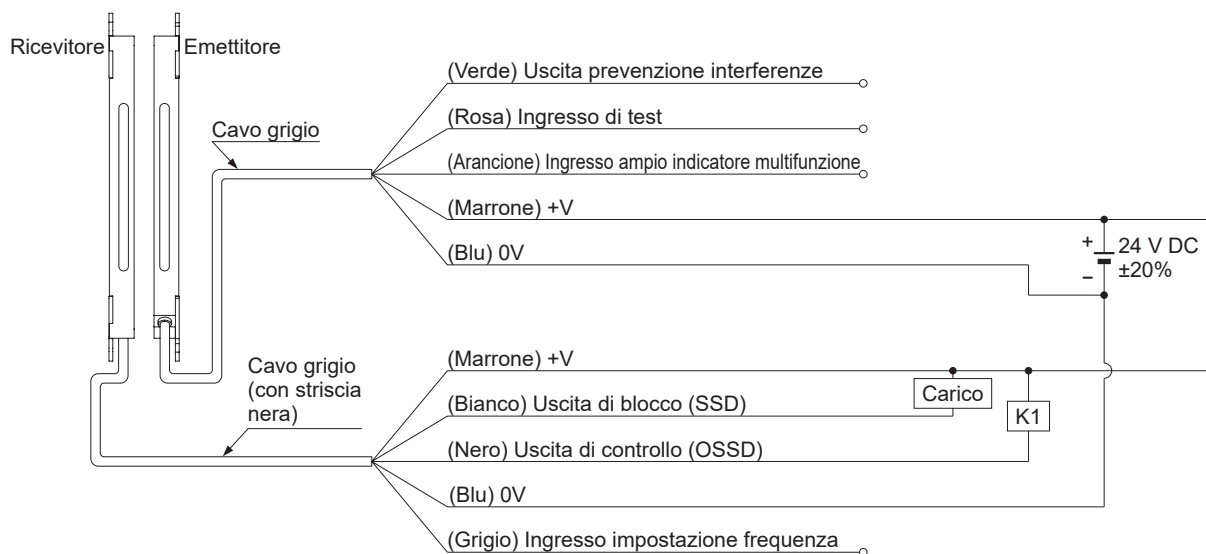 Ricevitore
Emettitore
Cavo grigio
(Verde) Uscita prevenzione interferenze
(Rosa) Ingresso di test
(Arancione) Ingresso ampio indicatore multifunzione
(Marrone) +V
(Blu) 0V
+
−
24 V DC
±20%
Cavo grigio
(con striscia
nera)
(Marrone) +V
(Bianco) Uscita di blocco (SSD)
(Nero) Uscita di controllo (OSSD)
(Blu) 0V
(Grigio) Ingresso impostazione frequenza
Carico
K1